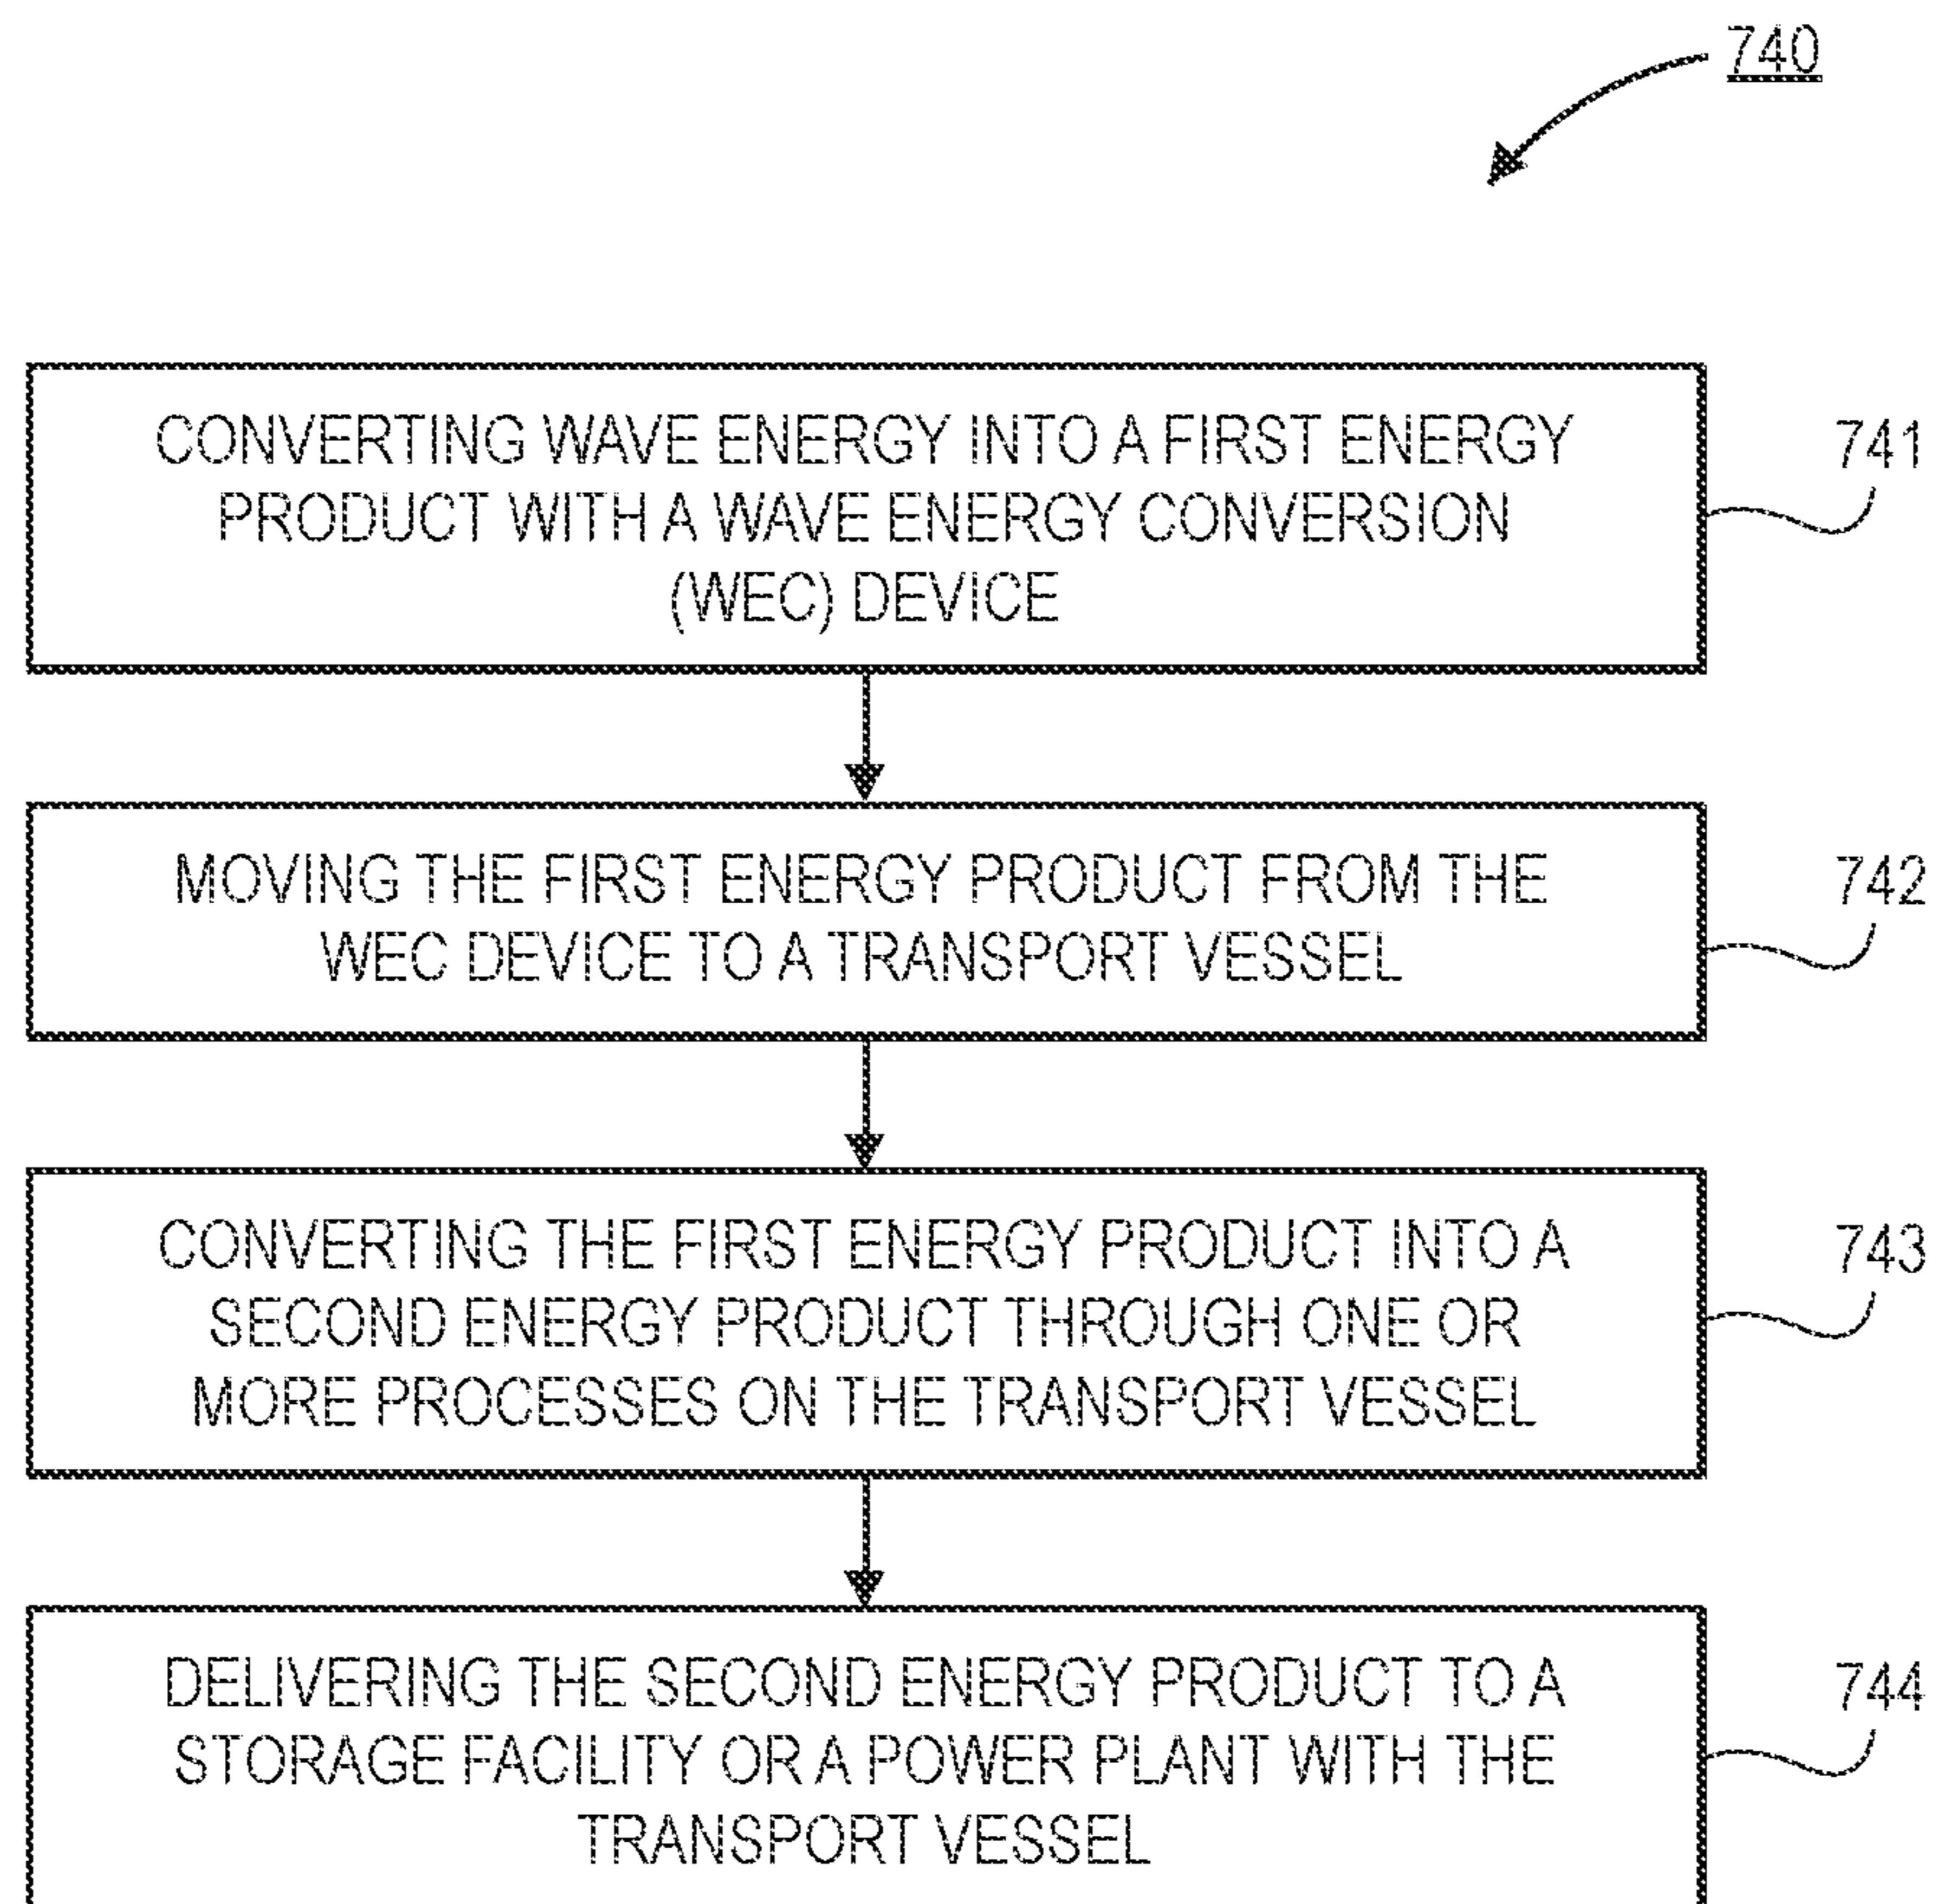 740
CONVERTING WAVE ENERGY INTO A FIRST ENERGY
PRODUCT WITH A WAVE ENERGY CONVERSION
(WEC) DEVICE
741
MOVING THE FIRST ENERGY PRODUCT FROM THE
WEC DEVICE TO A TRANSPORT VESSEL
742
CONVERTING THE FIRST ENERGY PRODUCT INTO A
SECOND ENERGY PRODUCT THROUGH ONE OR
MORE PROCESSES ON THE TRANSPORT VESSEL
743
DELIVERING THE SECOND ENERGY PRODUCT TO A
STORAGE FACILITY OR A POWER PLANT WITH THE
TRANSPORT VESSEL
744